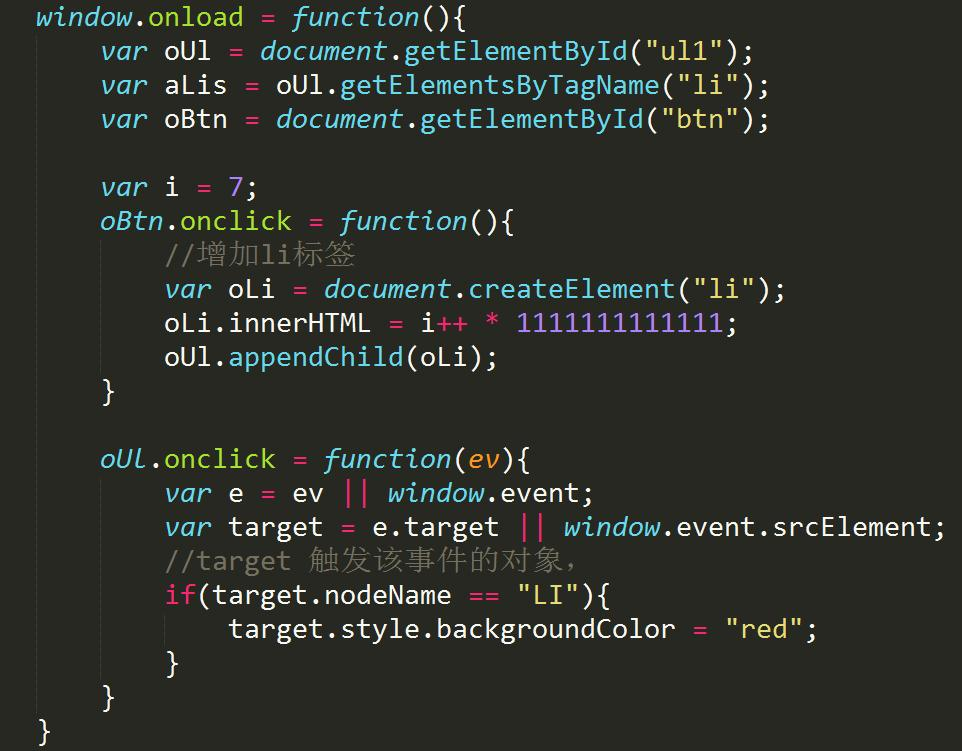 window.onload = function(){
    var oUl = document.getElementById("ul1");
    var aLis = oUl.getElementsByTagName("li");
    var oBtn = document.getElementById("btn");

    var i = 7;
    oBtn.onclick = function(){
        //增加li标签
        var oLi = document.createElement("li");
        oLi.innerHTML = i++ * 1111111111111;
        oUl.appendChild(oLi);
    }

    oUl.onclick = function(ev){
        var e = ev || window.event;
        var target = e.target || window.event.srcElement;
        //target 触发该事件的对象，
        if(target.nodeName == "LI"){
            target.style.backgroundColor = "red";
        }
    }
}